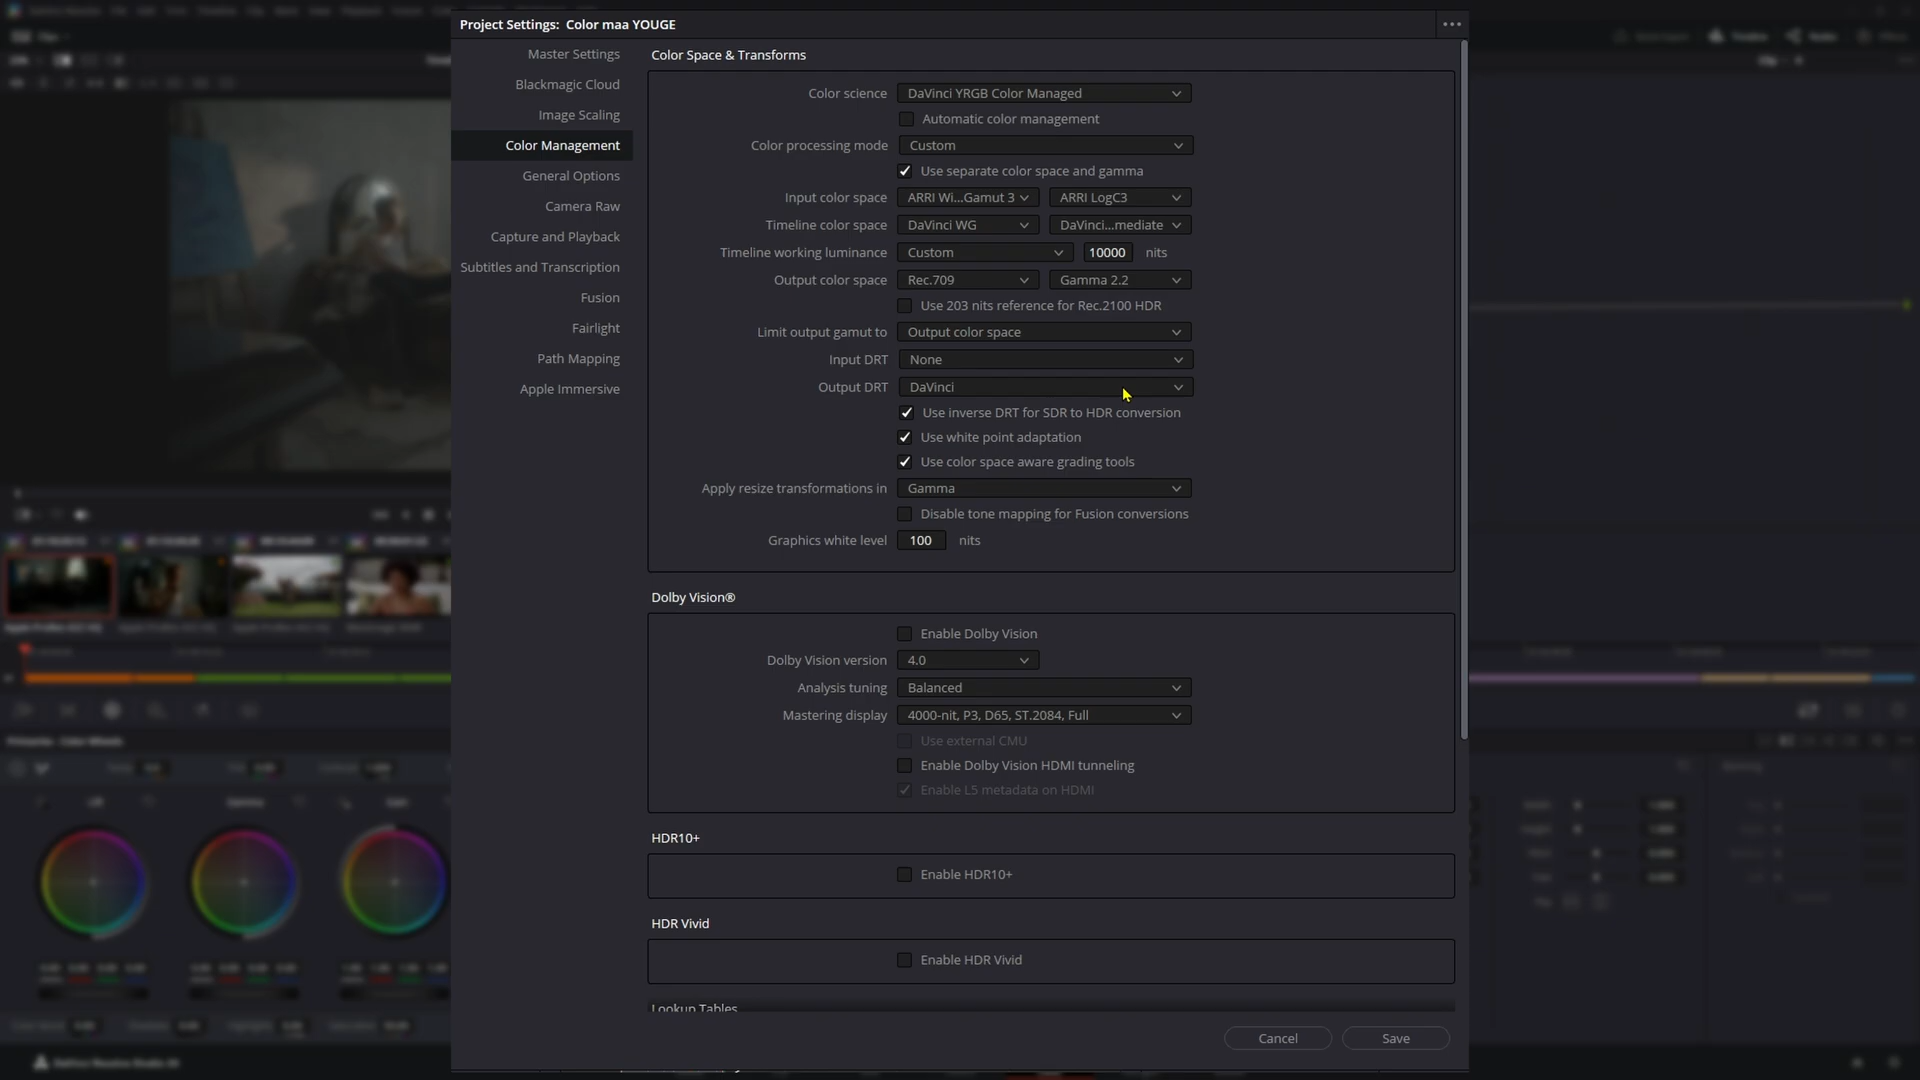 Project Settings: Color maa YOUGE
Master Settings
Blackmagic Cloud
Image Scaling
Color Management
General Options
Camera Raw
Capture and Playback
Subtitles and Transcription
Fusion
Fairlight
Path Mapping
Apple Immersive
Color Space & Transforms
Color science DaVinci YRGB Color Managed
Automatic color management
Color processing mode Custom
Use separate color space and gamma
Input color space ARRI Wi...Gamut 3 ARRI LogC3
Timeline color space DaVinci WG DaVinci...mediate
Timeline working luminance Custom 10000 nits
Output color space Rec.709 Gamma 2.2
Use 203 nits reference for Rec.2100 HDR
Limit output gamut to Output color space
Input DRT None
Output DRT DaVinci
Use inverse DRT for SDR to HDR conversion
Use white point adaptation
Use color space aware grading tools
Apply resize transformations in Gamma
Disable tone mapping for Fusion conversions
Graphics white level 100 nits
Dolby Vision®
Enable Dolby Vision
Dolby Vision version 4.0
Analysis tuning Balanced
Mastering display 4000-nit, P3, D65, ST.2084, Full
Use external CMU
Enable Dolby Vision HDMI tunneling
Enable L5 metadata on HDMI
HDR10+
Enable HDR10+
HDR Vivid
Enable HDR Vivid
Lookup Tables
Cancel Save